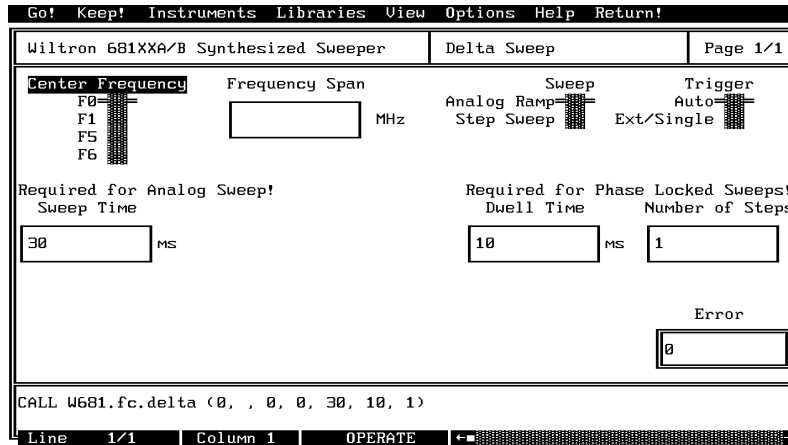 Go! Keep! Instruments Libraries View Options Help Return!
Wiltron 681XXA/B Synthesized Sweeper Delta Sweep Page 1/1
Center Frequency Frequency Span Sweep Trigger
F0 Analog Ramp Auto
F1 MHz Step Sweep Ext/Single
F5
F6
Required for Analog Sweep! Required for Phase Locked Sweeps!
Sweep Time Dwell Time Number of Steps
30 ms 10 ms 1
Error
0
CALL W681.fc.delta (0, , 0, 0, 30, 10, 1)
Line 1/1 Column 1 OPERATE